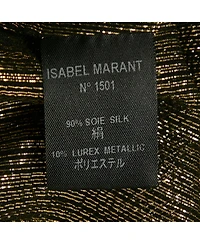 ISABEL MARANT
N° 1501
90% SOIE SILK
絹
10% LUREX METALLIC
ポリエステル